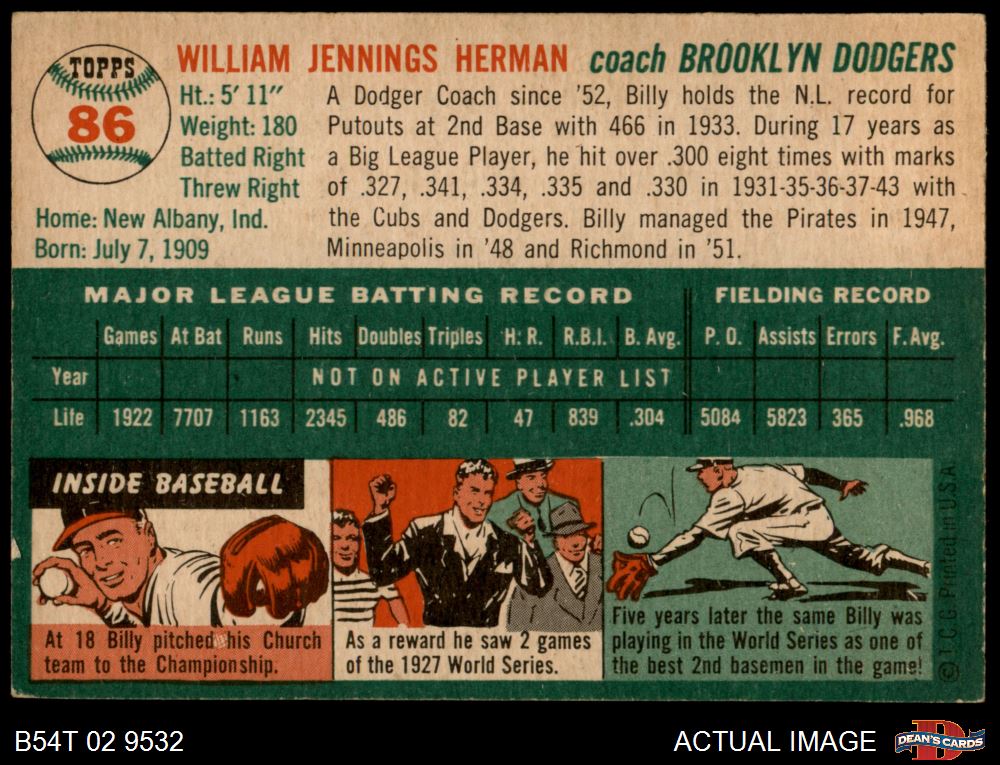 TOPPS
86
WILLIAM JENNINGS HERMAN coach BROOKLYN DODGERS
Ht.: 5' 11"
Weight: 180
Batted Right
Threw Right
Home: New Albany, Ind.
Born: July 7, 1909
A Dodger Coach since '52, Billy holds the N.L. record for
Putouts at 2nd Base with 466 in 1933. During 17 years as
a Big League Player, he hit over .300 eight times with marks
of .327, .341, .334, .335 and .330 in 1931-35-36-37-43 with
the Cubs and Dodgers. Billy managed the Pirates in 1947,
Minneapolis in '48 and Richmond in '51.
MAJOR LEAGUE BATTING RECORD FIELDING RECORD
Games At Bat Runs Hits Doubles Triples H. R. R.B.I. B. Avg. P. O. Assists Errors F. Avg.
Year NOT ON ACTIVE PLAYER LIST
Life 1922 7707 1163 2345 486 82 47 839 .304 5084 5823 365 .968
INSIDE BASEBALL
At 18 Billy pitched his Church
team to the Championship.
As a reward he saw 2 games
of the 1927 World Series.
Five years later the same Billy was
playing in the World Series as one of
the best 2nd basemen in the game!
© T.C.G. Printed in U.S.A.
B54T 02 9532
ACTUAL IMAGE
DEAN'S CARDS